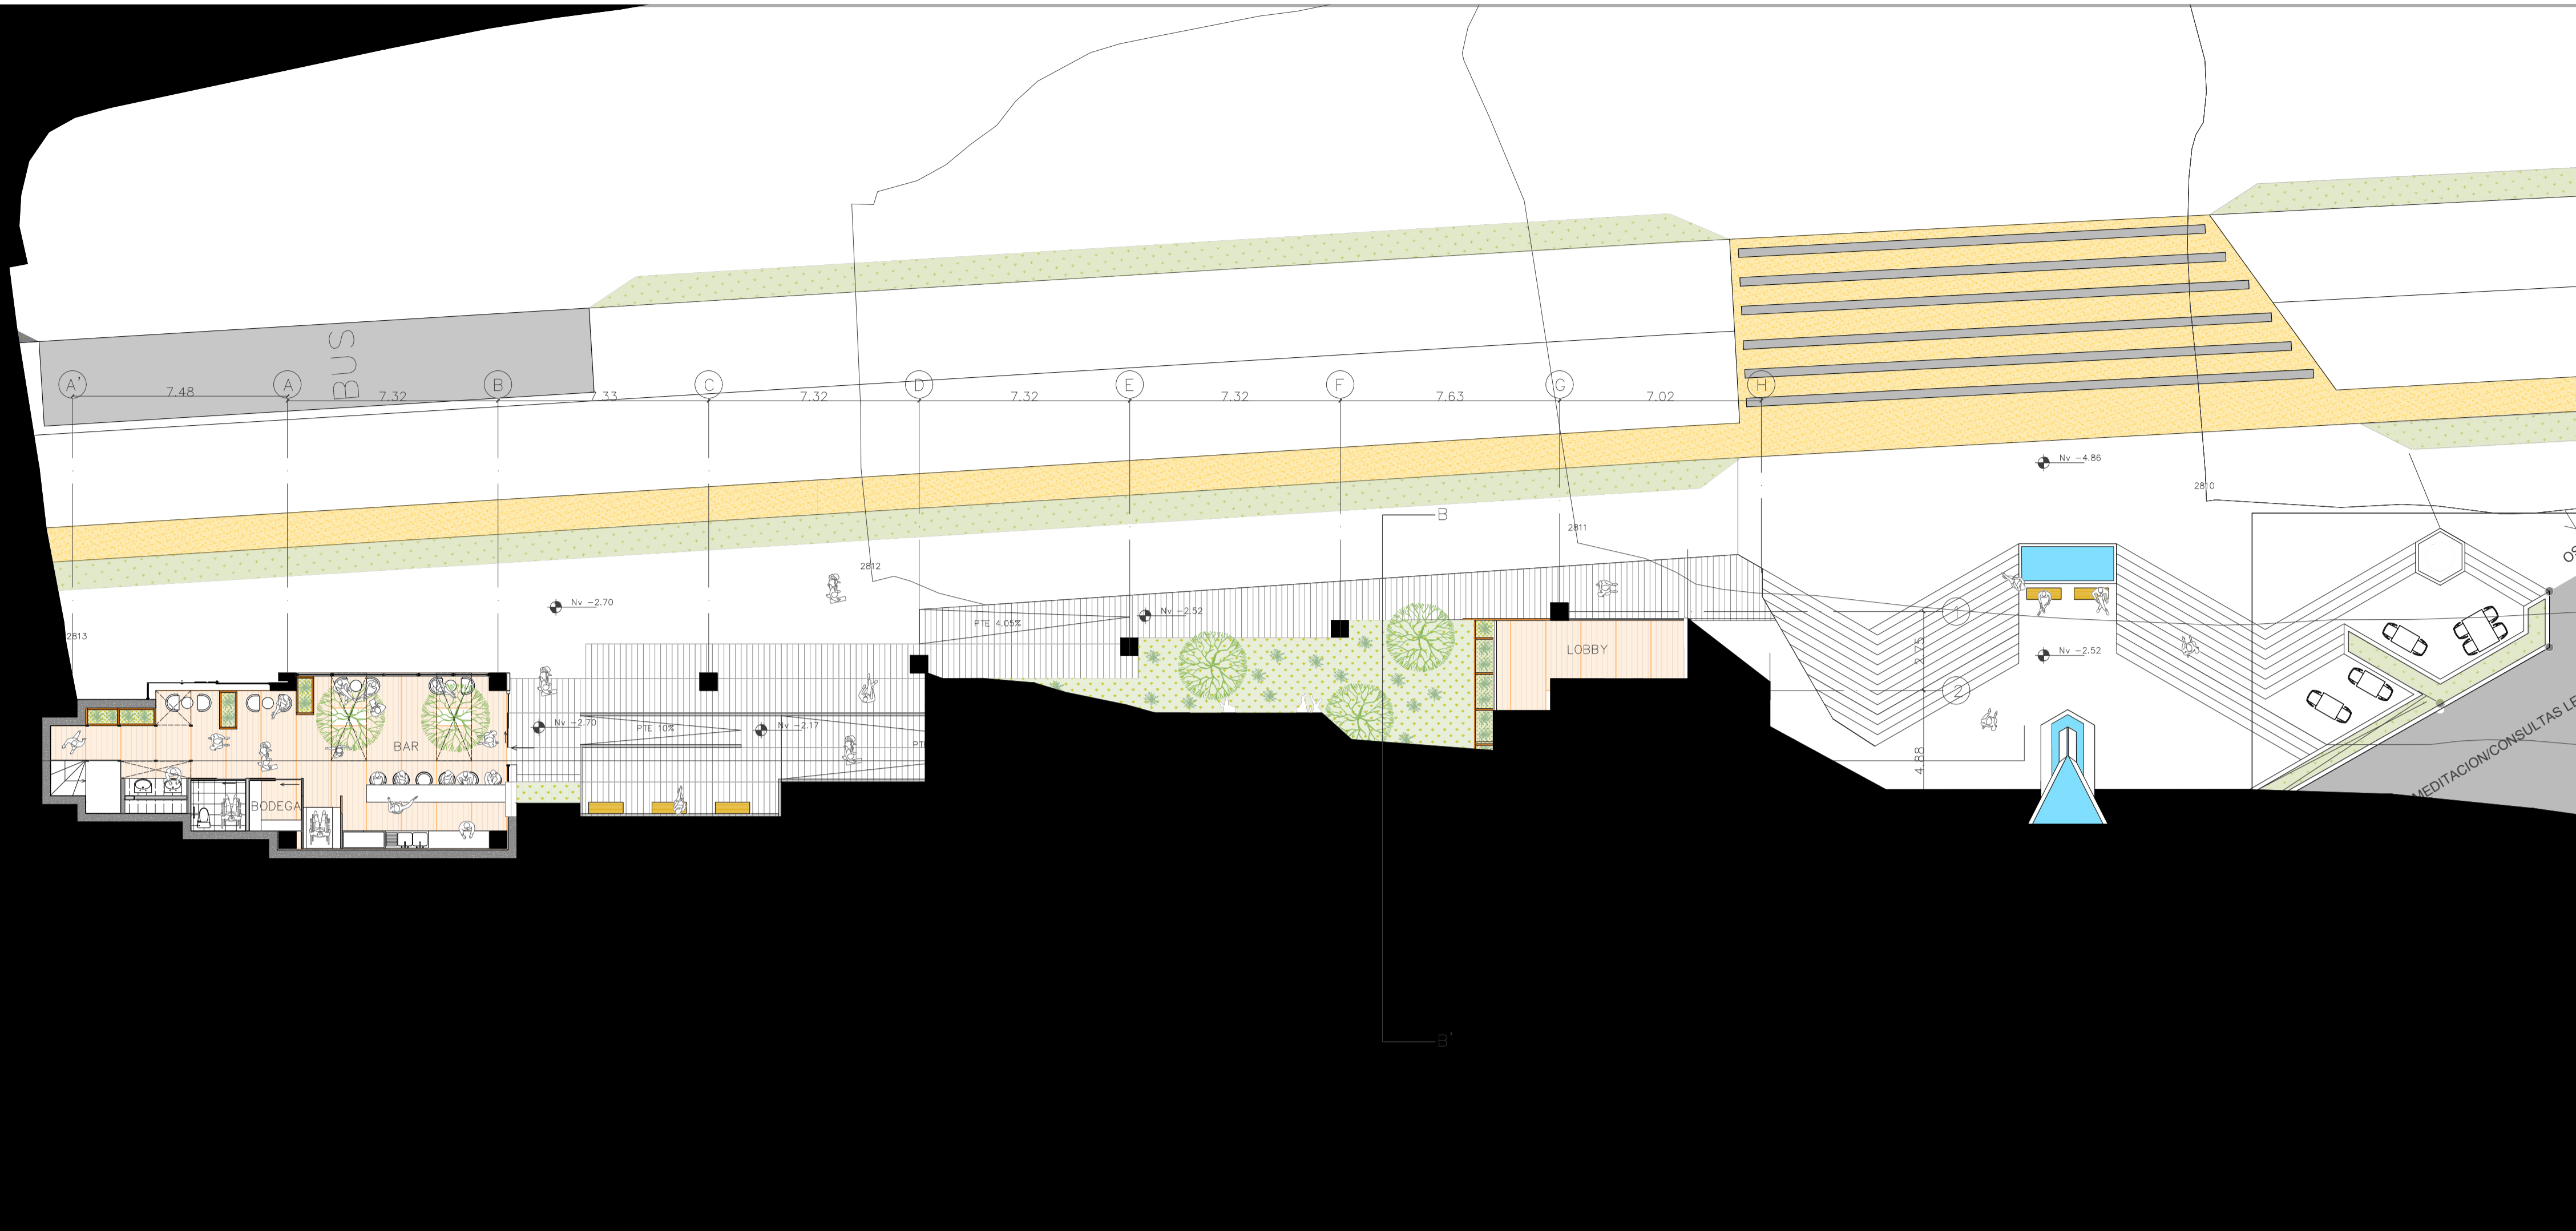 BUS
A' A B C D E F G H
7.48 7.32 7.33 7.32 7.32 7.32 7.63 7.02
Nv -4.86
2810
B
2811
2812
Nv -2.70
Nv -2.52
1
PTE 4.05%
2813
LOBBY
2.75
Nv -2.52
2
Nv -2.70
PTE 10%
Nv -2.17
BAR
4.88
BODEGA
MEDITACION/CONSULTAS
B'